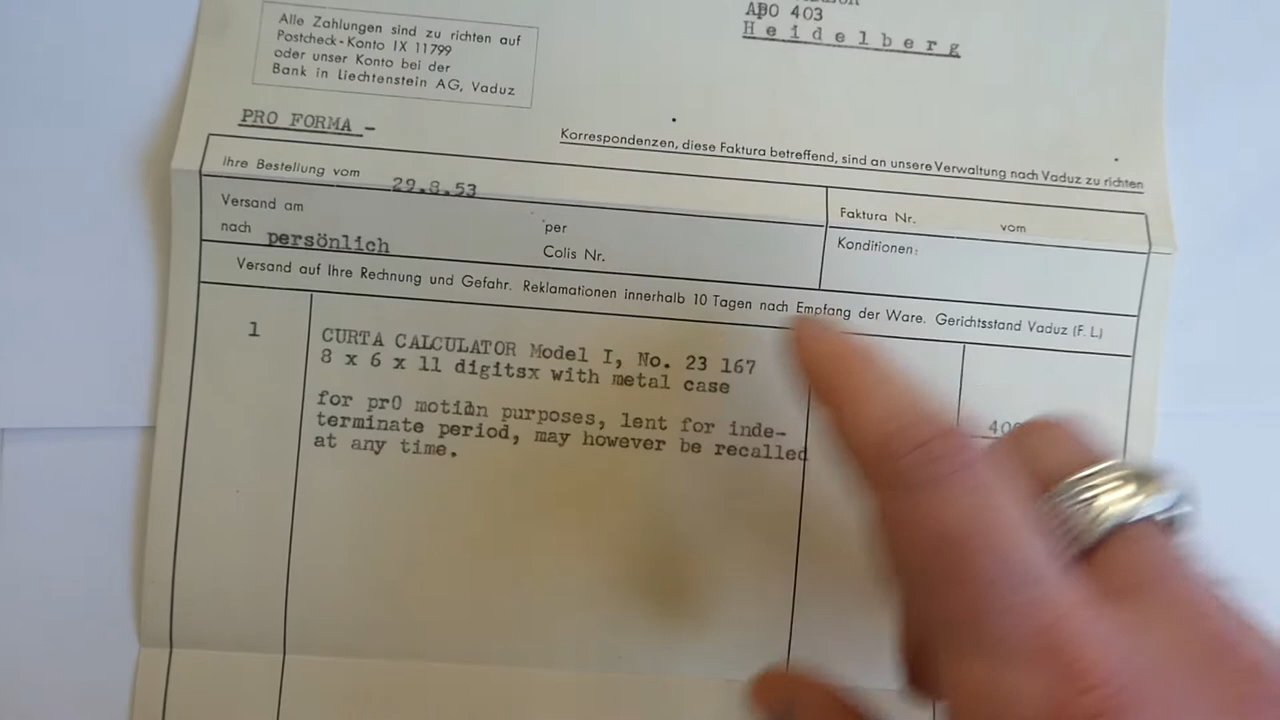 Alle Zahlungen sind zu richten auf
Postcheck-Konto IX 11799
oder unser Konto bei der
Bank in Liechtenstein AG, Vaduz
APO 403
Heidelberg
PRO FORMA -
Korrespondenzen, diese Faktura betreffend, sind an unsere Verwaltung nach Vaduz zu richten
Ihre Bestellung vom 29.8.53
Versand am
nach persönlich
per
Colis Nr.
Faktura Nr. vom
Konditionen:
Versand auf Ihre Rechnung und Gefahr. Reklamationen innerhalb 10 Tagen nach Empfang der Ware. Gerichtsstand Vaduz (F. L.)
1
CURTA CALCULATOR Model I, No. 23 167
8 x 6 x 11 digitsx with metal case
for pr0 motion purposes, lent for inde-
terminate period, may however be recalled
at any time.